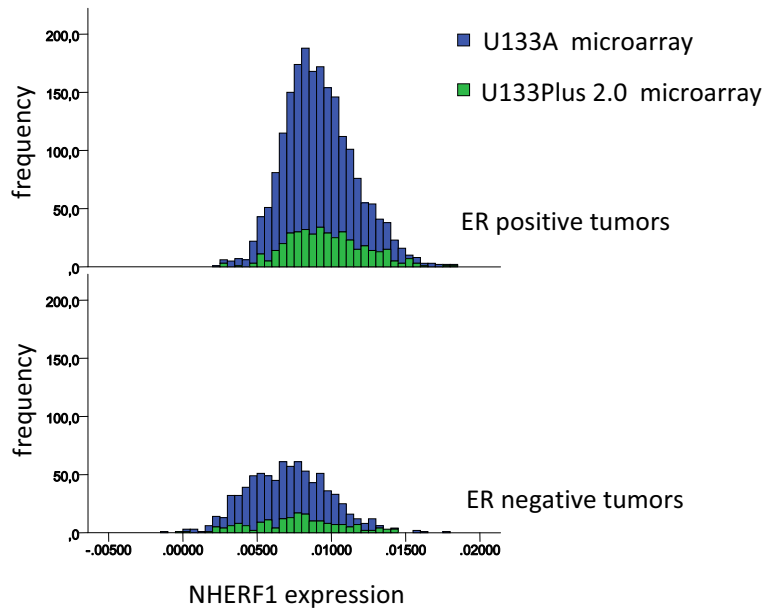 200,0
U133A microarray
150,0
U133Plus 2.0 microarray
frequency
100,0
50,0
ER positive tumors
,0
200,0
150,0
frequency
100,0
50,0
ER negative tumors
,0
-.00500 .00000 .00500 .01000 .01500 .02000
NHERF1 expression